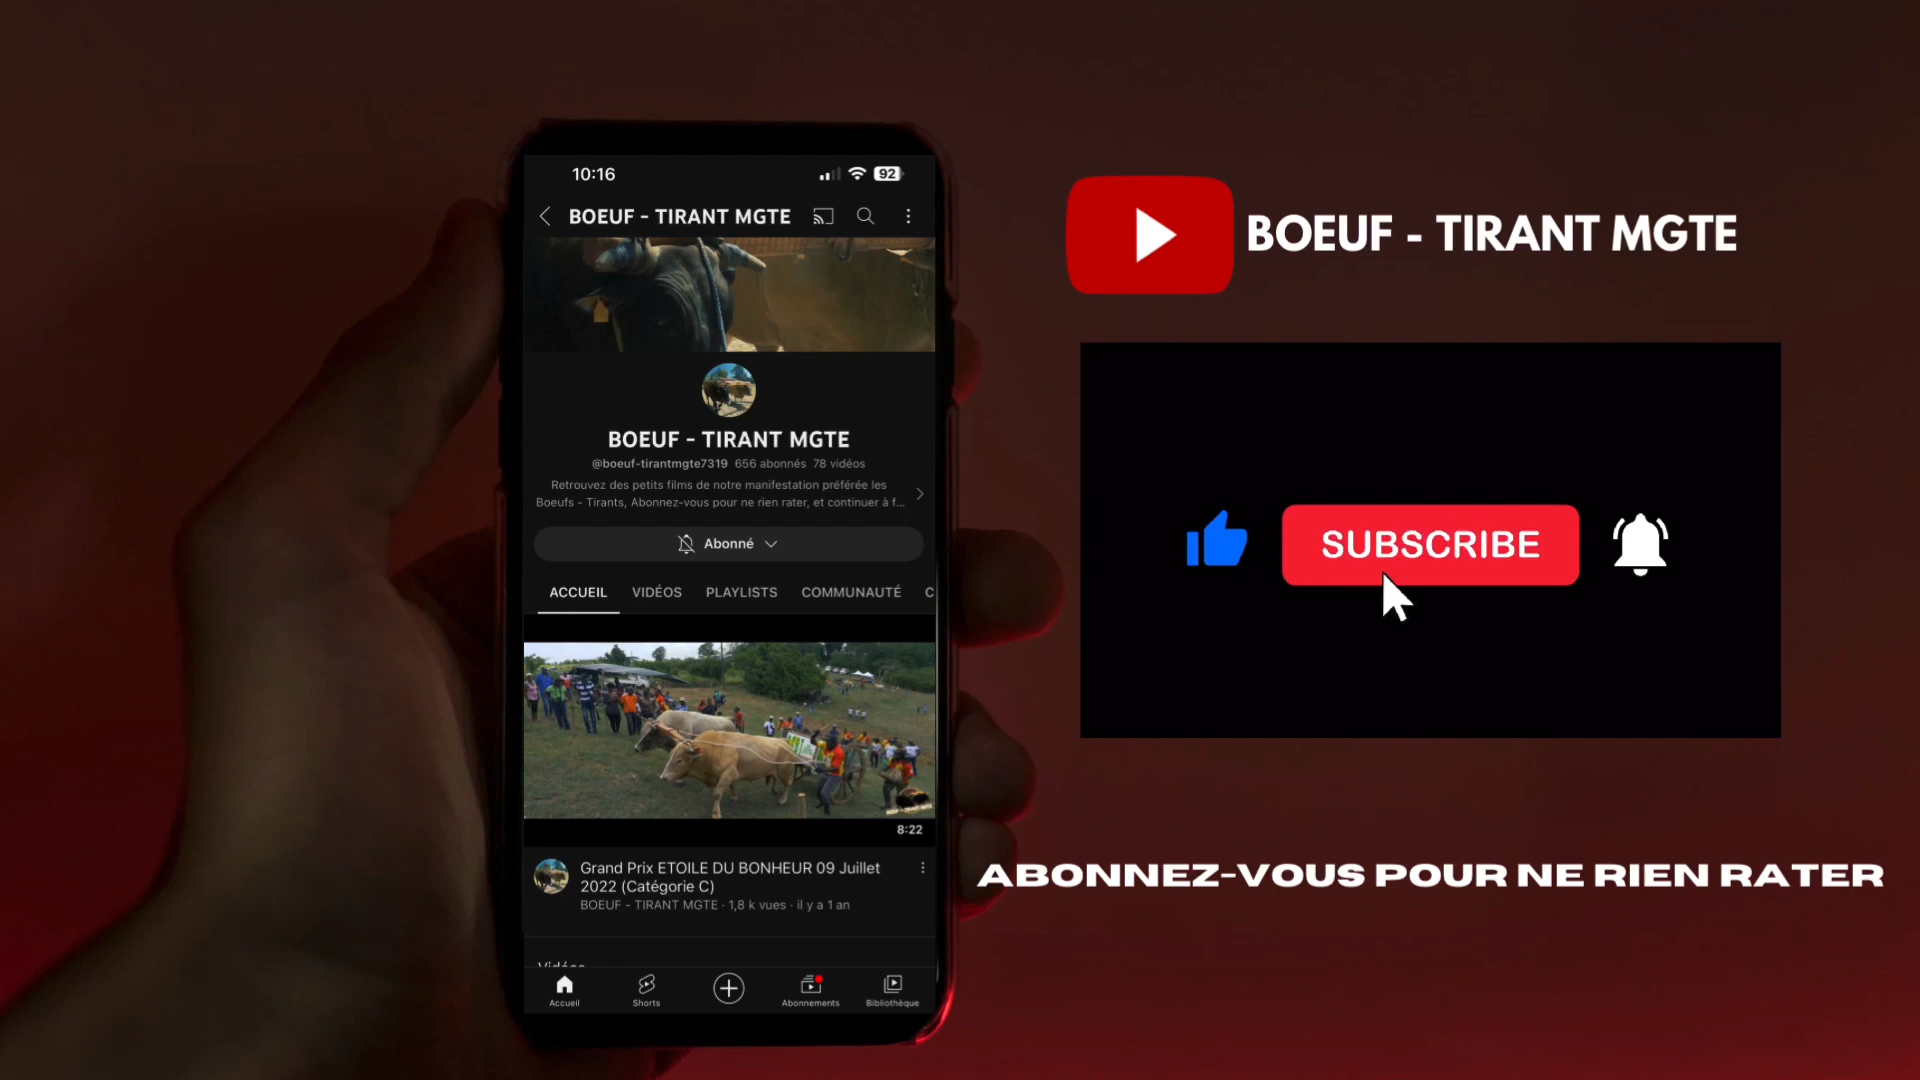 10:16
92
BOEUF - TIRANT MGTE
BOEUF - TIRANT MGTE
@boeuf-tirantmgte7319 656 abonnés 78 vidéos
Retrouvez des petits films de notre manifestation préférée les
Boeufs - Tirants, Abonnez-vous pour ne rien rater, et continuer à f...
Abonné
ACCUEIL VIDÉOS PLAYLISTS COMMUNAUTÉ C
8:22
Grand Prix ETOILE DU BONHEUR 09 Juillet
2022 (Catégorie C)
BOEUF - TIRANT MGTE · 1,8 k vues · il y a 1 an
Vidéos
Accueil Shorts Abonnements Bibliothèque
BOEUF - TIRANT MGTE
SUBSCRIBE
ABONNEZ-VOUS POUR NE RIEN RATER